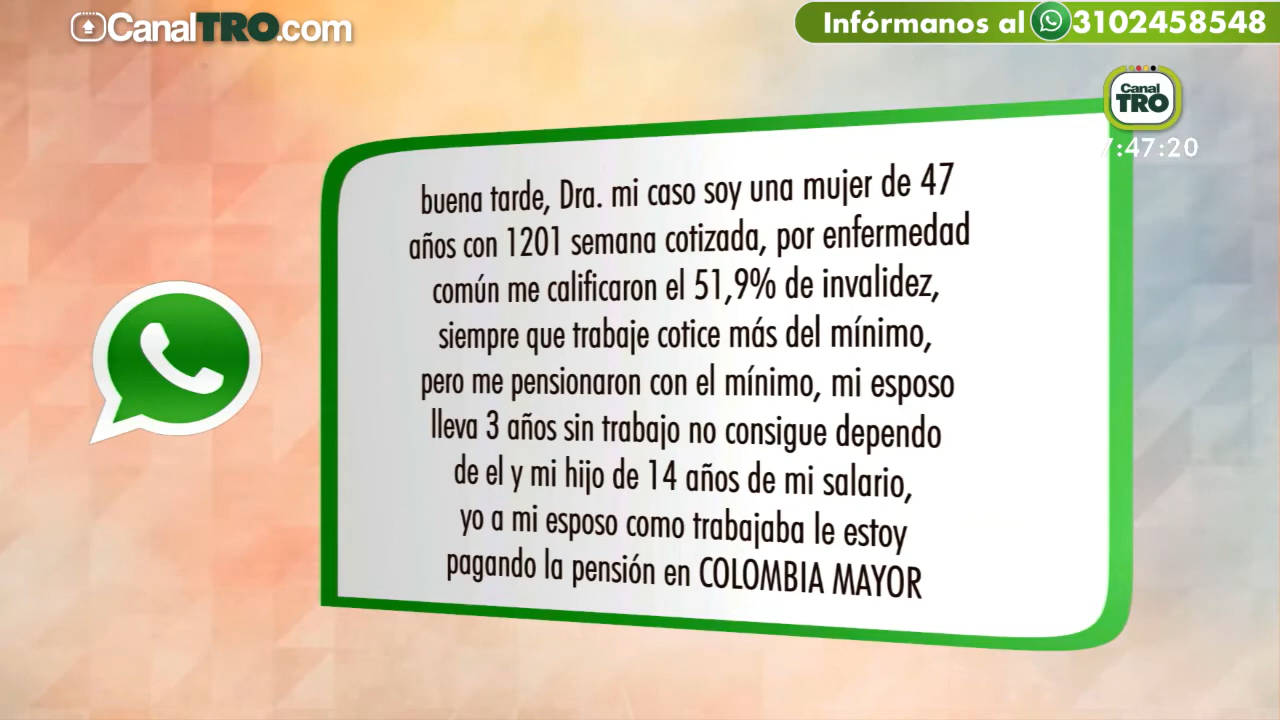 CanalTRO.com
Infórmanos al 3102458548
Canal
TRO
7:47:20
buena tarde, Dra. mi caso soy una mujer de 47
años con 1201 semana cotizada, por enfermedad
común me calificaron el 51,9% de invalidez,
siempre que trabaje cotice más del mínimo,
pero me pensionaron con el mínimo, mi esposo
lleva 3 años sin trabajo no consigue dependo
de el y mi hijo de 14 años de mi salario,
yo a mi esposo como trabajaba le estoy
pagando la pensión en COLOMBIA MAYOR